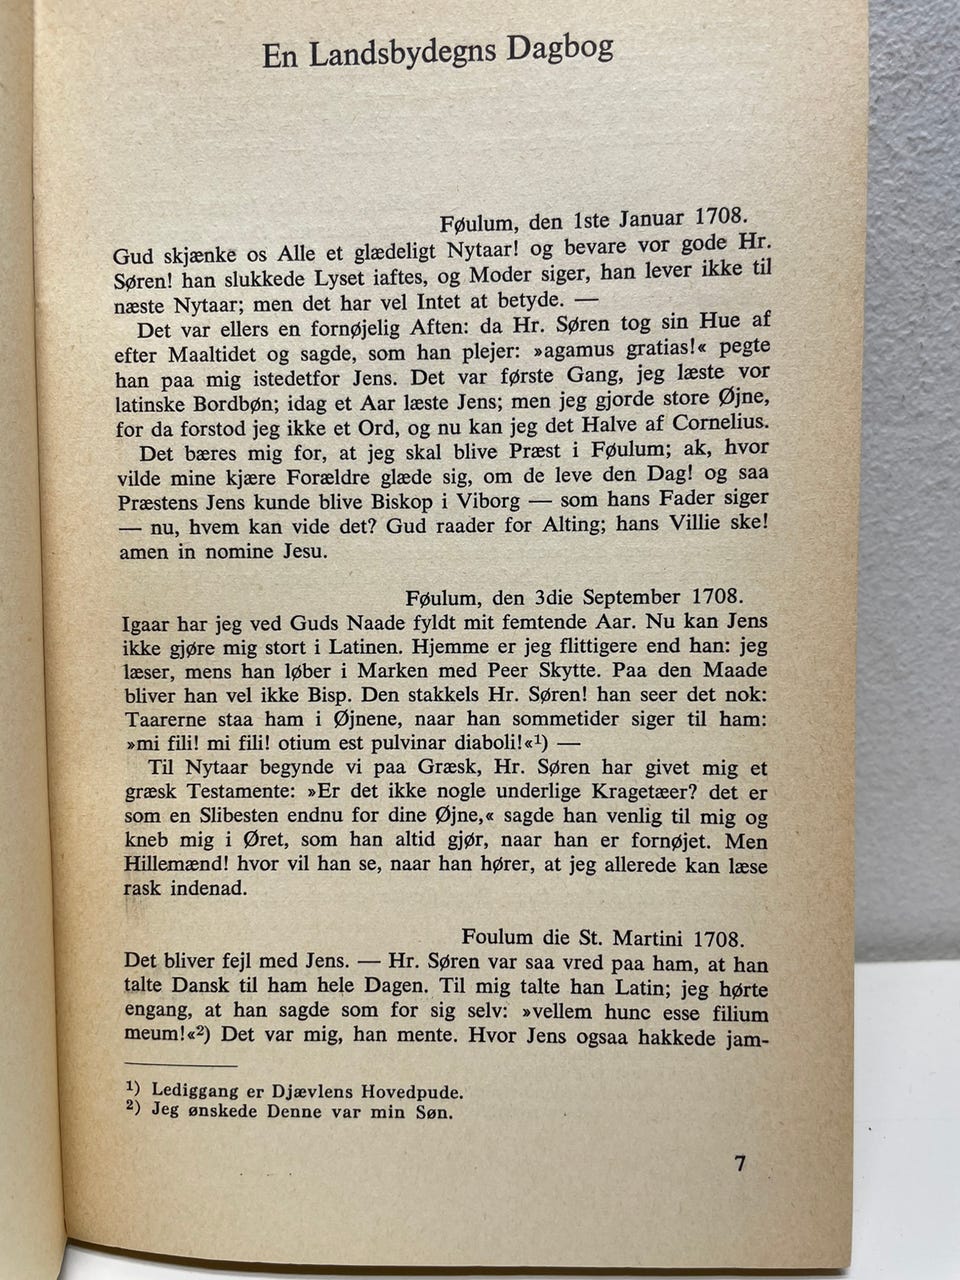 En Landsbydegns Dagbog
Føulum, den 1ste Januar 1708.
Gud skjænke os Alle et glædeligt Nytaar! og bevare vor gode Hr.
Søren! han slukkede Lyset iaftes, og Moder siger, han lever ikke til
næste Nytaar; men det har vel Intet at betyde. —
Det var ellers en fornøjelig Aften: da Hr. Søren tog sin Hue af
efter Maaltidet og sagde, som han plejer: »agamus gratias!« pegte
han paa mig istedetfor Jens. Det var første Gang, jeg læste vor
latinske Bordbøn; idag et Aar læste Jens; men jeg gjorde store Øjne,
for da forstod jeg ikke et Ord, og nu kan jeg det Halve af Cornelius.
Det bæres mig for, at jeg skal blive Præst i Føulum; ak, hvor
vilde mine kjære Forældre glæde sig, om de leve den Dag! og saa
Præstens Jens kunde blive Biskop i Viborg — som hans Fader siger
— nu, hvem kan vide det? Gud raader for Alting; hans Villie ske!
amen in nomine Jesu.
Føulum, den 3die September 1708.
Igaar har jeg ved Guds Naade fyldt mit femtende Aar. Nu kan Jens
ikke gjøre mig stort i Latinen. Hjemme er jeg flittigere end han: jeg
læser, mens han løber i Marken med Peer Skytte. Paa den Maade
bliver han vel ikke Bisp. Den stakkels Hr. Søren! han seer det nok:
Taarerne staa ham i Øjnene, naar han sommetider siger til ham:
»mi fili! mi fili! otium est pulvinar diaboli!«¹) —
Til Nytaar begynde vi paa Græsk, Hr. Søren har givet mig et
græsk Testamente: »Er det ikke nogle underlige Kragetæer? det er
som en Slibesten endnu for dine Øjne,« sagde han venlig til mig og
kneb mig i Øret, som han altid gjør, naar han er fornøjet. Men
Hillemænd! hvor vil han se, naar han hører, at jeg allerede kan læse
rask indenad.
Foulum die St. Martini 1708.
Det bliver fejl med Jens. — Hr. Søren var saa vred paa ham, at han
talte Dansk til ham hele Dagen. Til mig talte han Latin; jeg hørte
engang, at han sagde som for sig selv: »vellem hunc esse filium
meum!«²) Det var mig, han mente. Hvor Jens ogsaa hakkede jam-
¹) Lediggang er Djævlens Hovedpude.
²) Jeg ønskede Denne var min Søn.
7